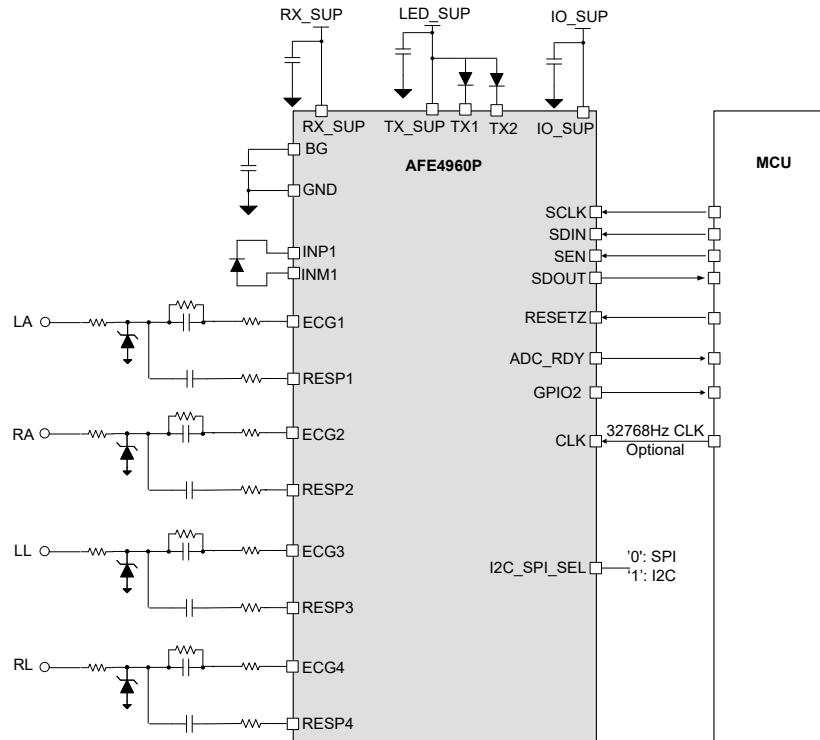 RX_SUP
LED_SUP
IO_SUP
RX_SUP
TX_SUP
TX1
TX2
IO_SUP
BG
AFE4960P
MCU
GND
SCLK
SDIN
INP1
SEN
INM1
SDOUT
LA
ECG1
RESETZ
ADC_RDY
RESP1
GPIO2
RA
ECG2
CLK
32768Hz CLK
Optional
RESP2
LL
ECG3
I2C_SPI_SEL
'0': SPI
‘1’: I2C
RESP3
RL
ECG4
RESP4